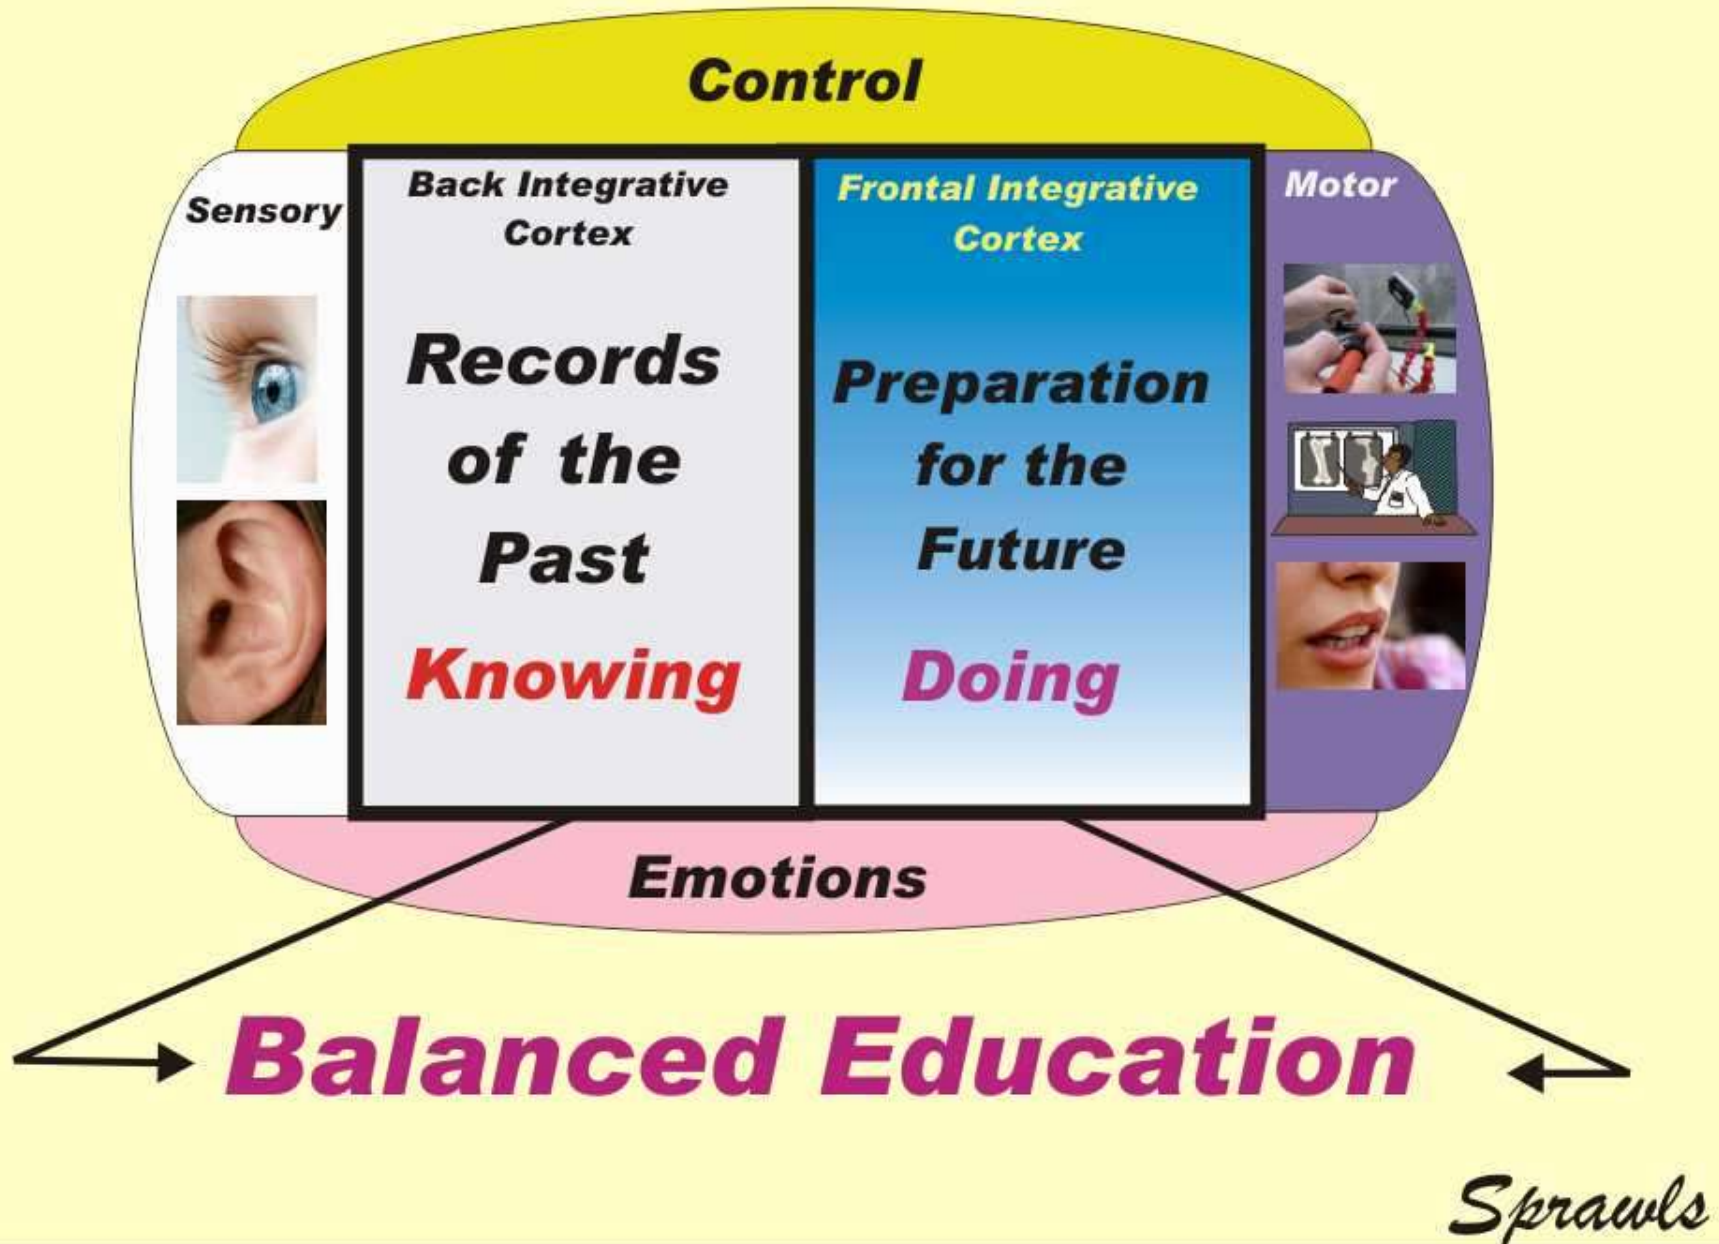 Control
Sensory
Back Integrative
Cortex
Records
of the
Past
Knowing
Frontal Integrative
Cortex
Preparation
for the
Future
Doing
Motor
Emotions
Balanced Education
Sprawls